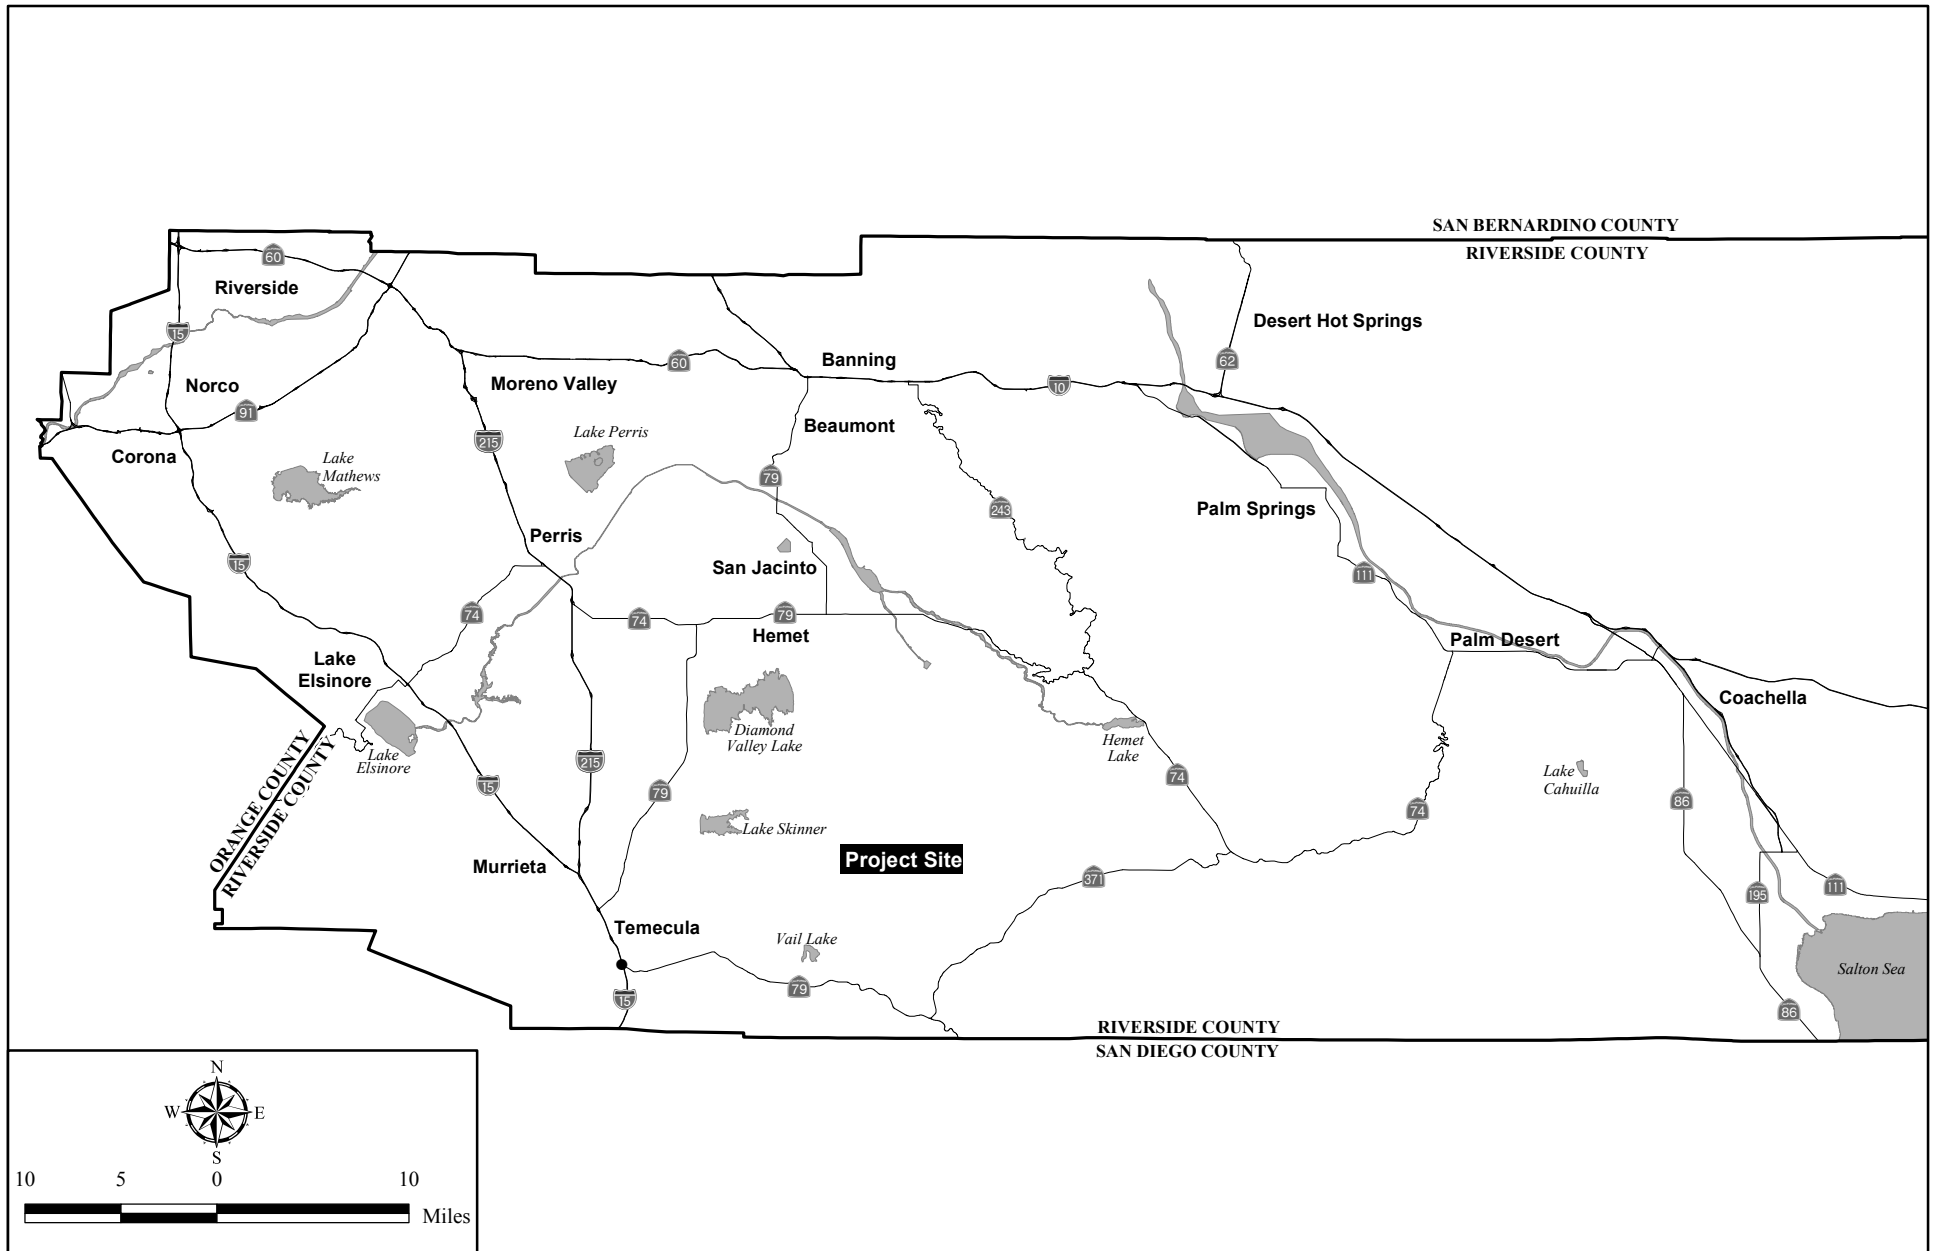 SAN BERNARDINO COUNTY
RIVERSIDE COUNTY
60
Riverside
15
Norco
91
Corona
Lake
Mathews
15
Desert Hot Springs
62
Banning
60
10
Moreno Valley
Beaumont
215
Lake Perris
79
243
Palm Springs
Perris
San Jacinto
111
74
74
79
Hemet
Palm Desert
Lake
Elsinore
Coachella
Diamond
Valley Lake
Hemet
Lake
Lake
Elsinore
ORANGE COUNTY
RIVERSIDE COUNTY
215
15
79
74
Lake
Cahuilla
86
74
Lake Skinner
Project Site
Murrieta
371
111
195
Temecula
Vail Lake
Salton Sea
79
15
86
RIVERSIDE COUNTY
SAN DIEGO COUNTY
N
W E
S
10 5 0 10
Miles